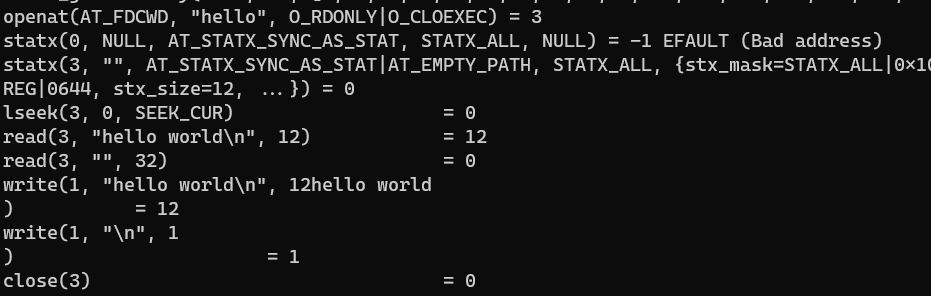 openat(AT_FDCWD, "hello", O_RDONLY|O_CLOEXEC) = 3
statx(0, NULL, AT_STATX_SYNC_AS_STAT, STATX_ALL, NULL) = -1 EFAULT (Bad address)
statx(3, "", AT_STATX_SYNC_AS_STAT|AT_EMPTY_PATH, STATX_ALL, {stx_mask=STATX_ALL|0×10
REG|0644, stx_size=12, ...}) = 0
lseek(3, 0, SEEK_CUR) = 0
read(3, "hello world\n", 12) = 12
read(3, "", 32) = 0
write(1, "hello world\n", 12hello world
) = 12
write(1, "\n", 1
) = 1
close(3) = 0